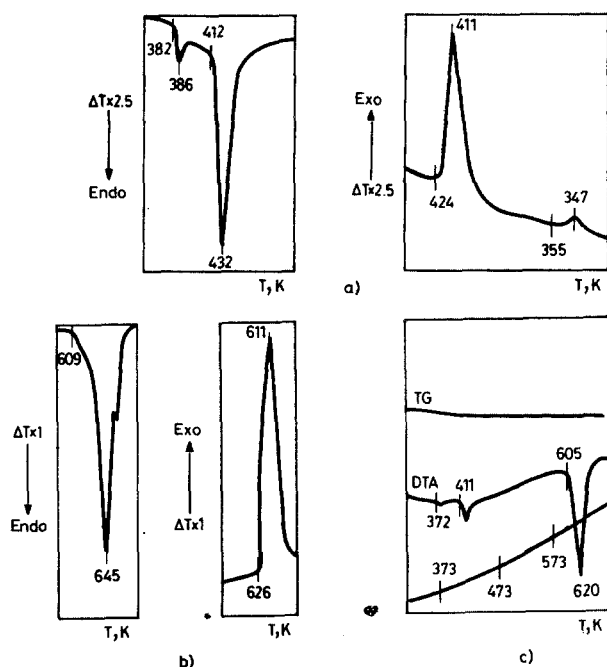 382
386
412
432
ΔT×2.5
Endo
T, K
411
Exo
ΔT×2.5
424
355
347
T, K
a)
609
645
ΔT×1
Endo
T, K
611
Exo
ΔT×1
626
T, K
b)
TG
DTA
372
411
605
373
473
573
620
T, K
c)